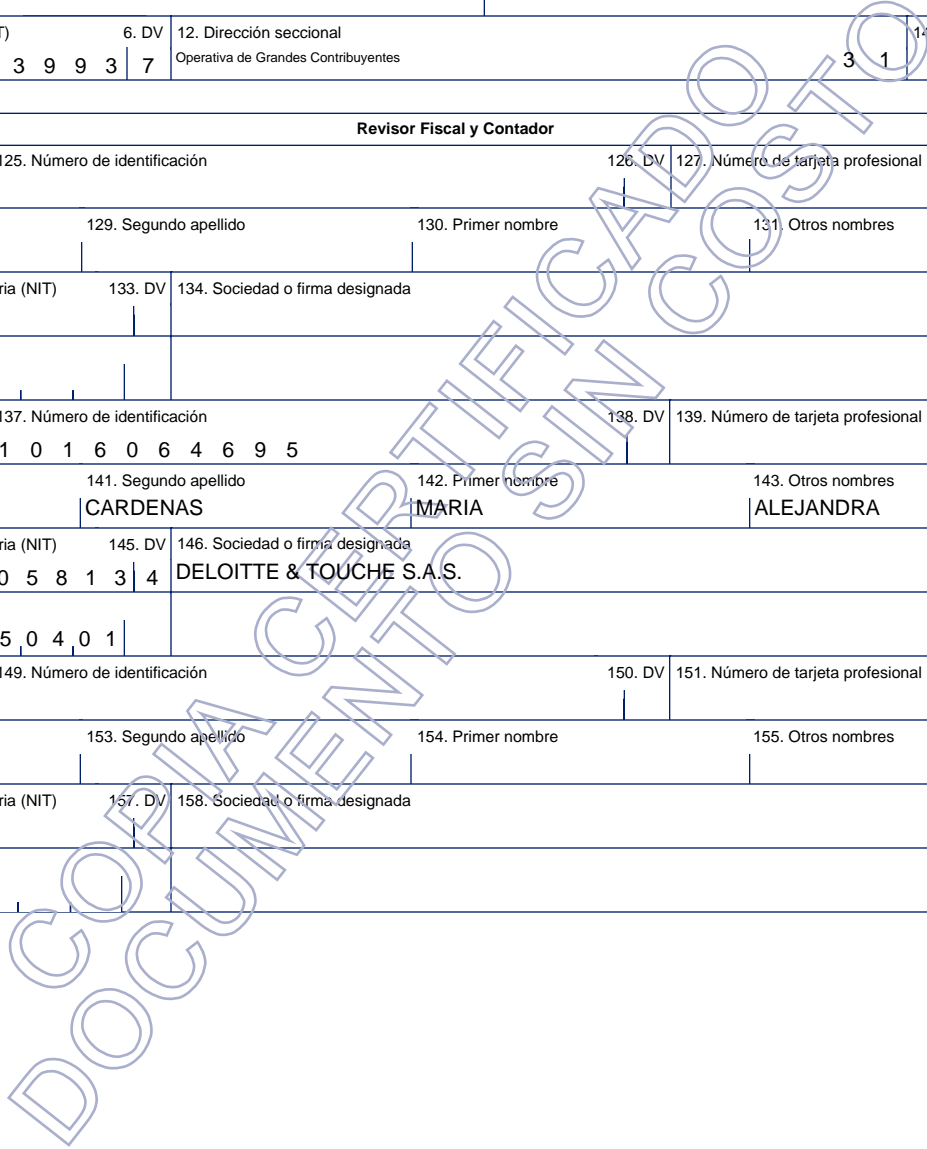 T) 6. DV 12. Dirección seccional 14
3 9 9 3 7 Operativa de Grandes Contribuyentes 3 1
Revisor Fiscal y Contador
125. Número de identificación 126. DV 127. Número de tarjeta profesional
129. Segundo apellido 130. Primer nombre 131. Otros nombres
ria (NIT) 133. DV 134. Sociedad o firma designada
137. Número de identificación 138. DV 139. Número de tarjeta profesional
1 0 1 6 0 6 4 6 9 5
141. Segundo apellido 142. Primer nombre 143. Otros nombres
CARDENAS MARIA ALEJANDRA
ria (NIT) 145. DV 146. Sociedad o firma designada
0 5 8 1 3 4 DELOITTE & TOUCHE S.A.S.
5 0 4 0 1
149. Número de identificación 150. DV 151. Número de tarjeta profesional
153. Segundo apellido 154. Primer nombre 155. Otros nombres
ria (NIT) 157. DV 158. Sociedad o firma designada
COPIA CERTIFICADO
DOCUMENTO SIN COSTO